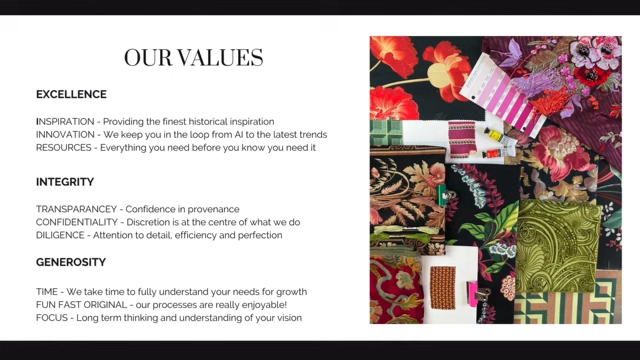 OUR VALUES
EXCELLENCE
INSPIRATION - Providing the finest historical inspiration
INNOVATION - We keep you in the loop from AI to the latest trends
RESOURCES - Everything you need before you know you need it
INTEGRITY
TRANSPARANCEY - Confidence in provenance
CONFIDENTIALITY - Discretion is at the centre of what we do
DILIGENCE - Attention to detail, efficiency and perfection
GENEROSITY
TIME - We take time to fully understand your needs for growth
FUN FAST ORIGINAL - our processes are really enjoyable!
FOCUS - Long term thinking and understanding of your vision